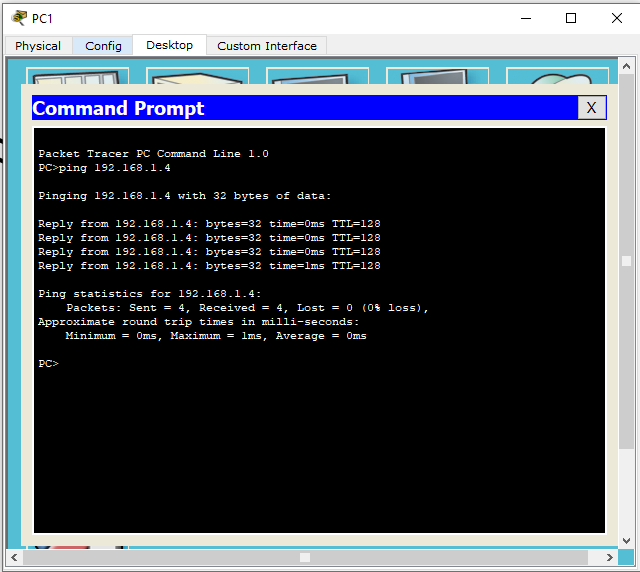 PC1
Physical Config Desktop Custom Interface
Command Prompt X
Packet Tracer PC Command Line 1.0
PC>ping 192.168.1.4
Pinging 192.168.1.4 with 32 bytes of data:
Reply from 192.168.1.4: bytes=32 time=0ms TTL=128
Reply from 192.168.1.4: bytes=32 time=0ms TTL=128
Reply from 192.168.1.4: bytes=32 time=0ms TTL=128
Reply from 192.168.1.4: bytes=32 time=1ms TTL=128
Ping statistics for 192.168.1.4:
Packets: Sent = 4, Received = 4, Lost = 0 (0% loss),
Approximate round trip times in milli-seconds:
Minimum = 0ms, Maximum = 1ms, Average = 0ms
PC>